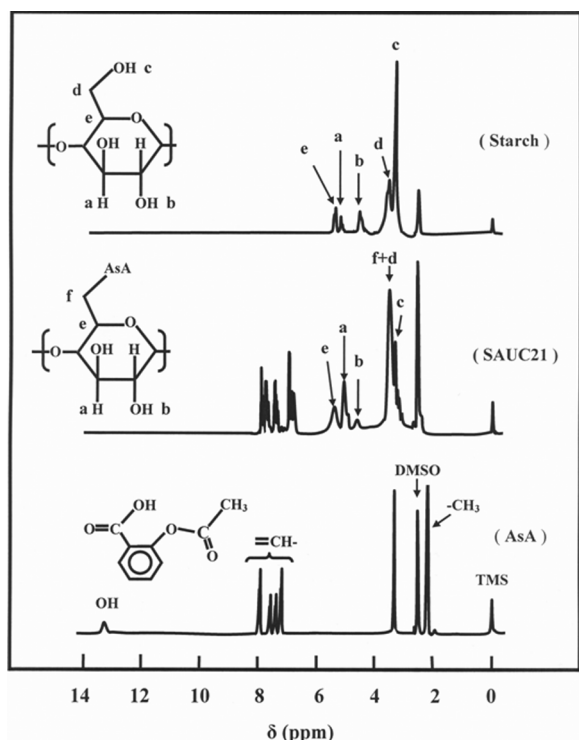 OH c
d
e
O
O
OH H
a H
OH b
e
a
b
d
c
( Starch )
AsA
f
e
O
O
OH H
a H
OH b
e
a
b
f+d
c
( SAUC21 )
OH
O
C
O
C
CH₃
O
=CH-
OH
DMSO
-CH₃
( AsA )
TMS
14 12 10 8 6 4 2 0
δ (ppm)